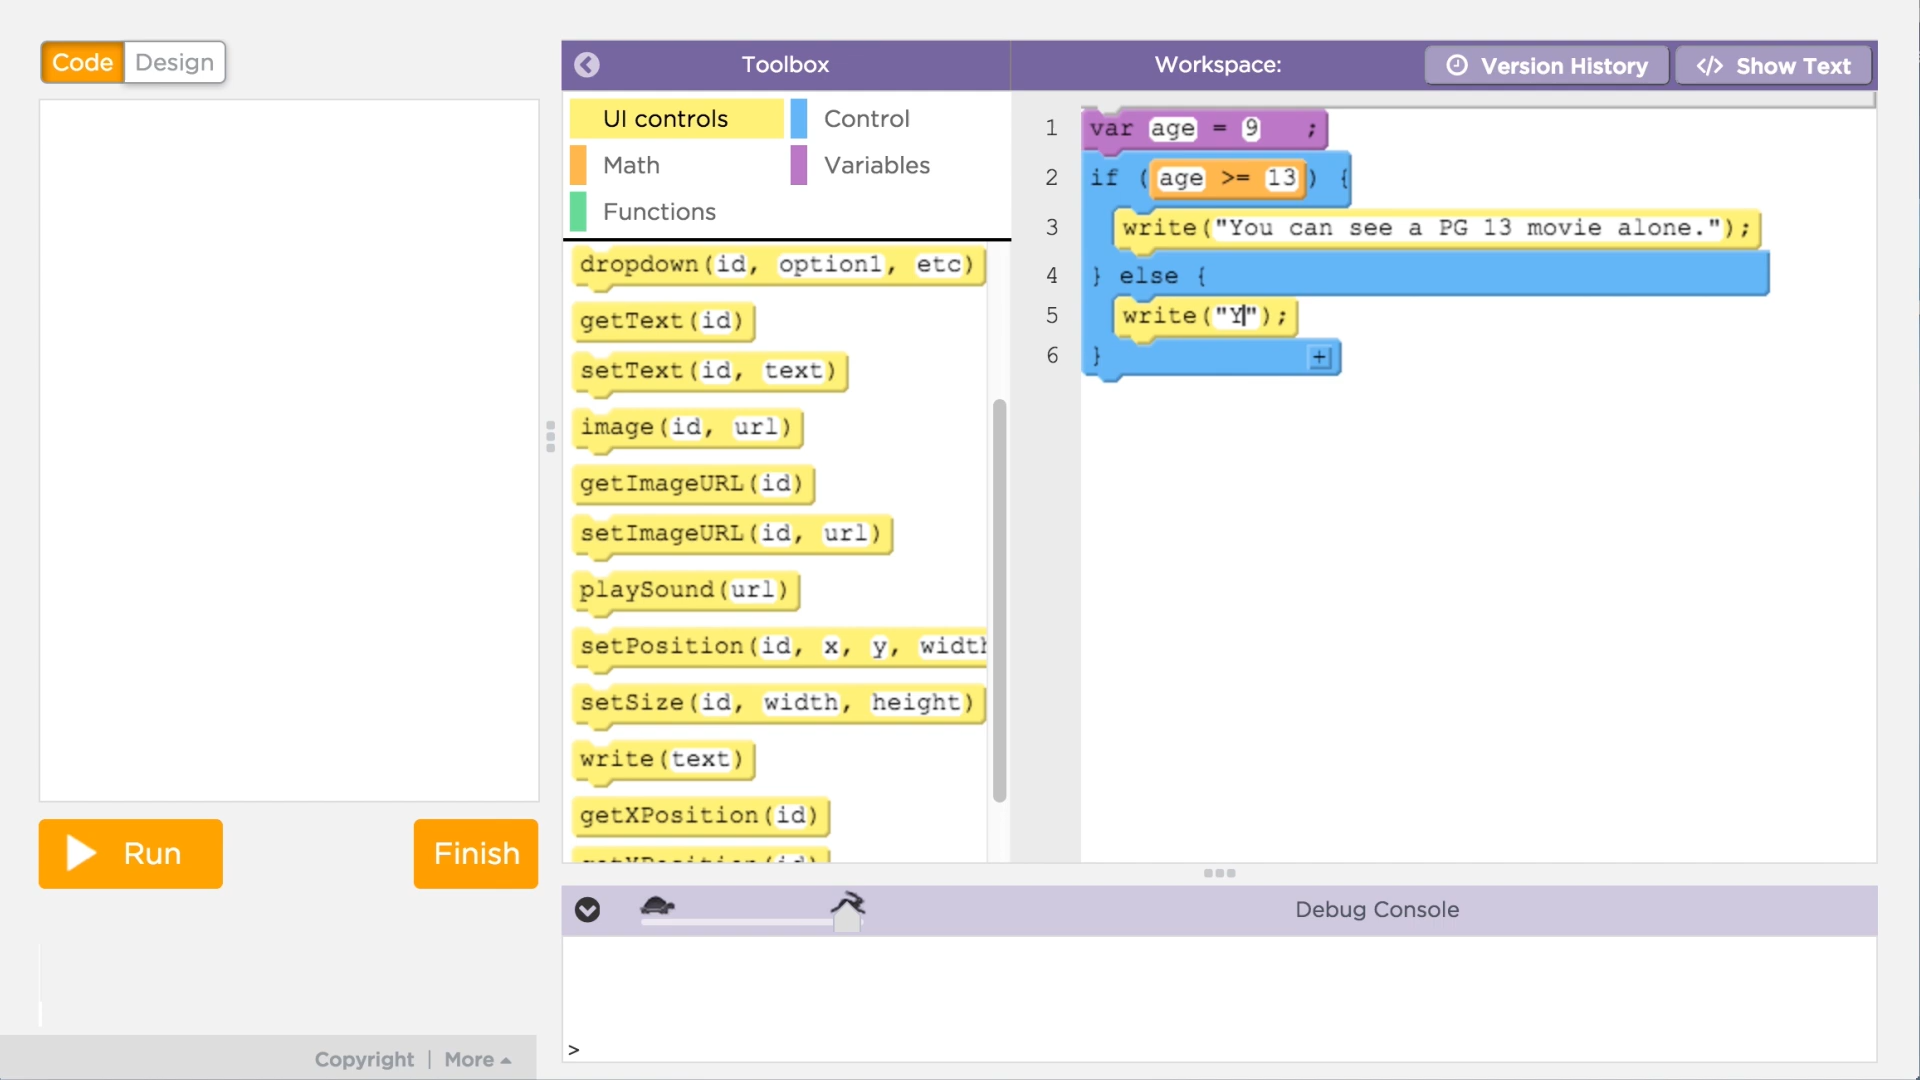 Code Design
Toolbox
Workspace:
Version History
</> Show Text
UI controls
Control
Math
Variables
Functions
dropdown(id, option1, etc)
getText(id)
setText(id, text)
image(id, url)
getImageURL(id)
setImageURL(id, url)
playSound(url)
setPosition(id, x, y, width
setSize(id, width, height)
write(text)
getXPosition(id)
1 var age = 9 ;
2 if (age >= 13) {
3 write("You can see a PG 13 movie alone.");
4 } else {
5 write("Y");
6 } +
Run
Finish
Debug Console
>
Copyright | More